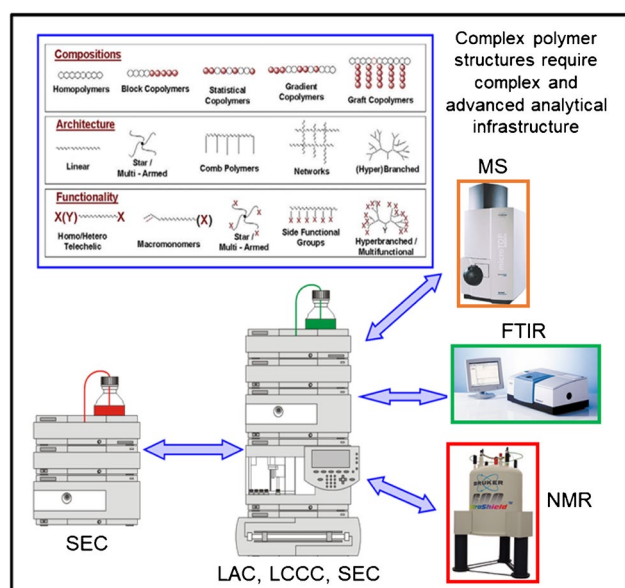 Complex polymer
structures require
complex and
advanced analytical
infrastructure
Compositions
Homopolymers
Block Copolymers
Statistical
Copolymers
Gradient
Copolymers
Graft Copolymers
Architecture
Linear
Star /
Multi - Armed
Comb Polymers
Networks
(Hyper)Branched
Functionality
X(Y)
X
(X)
Homo/Hetero
Telechelic
Macromonomers
Star /
Multi - Armed
Side Functional
Groups
Hyperbranched /
Multifunctional
MS
FTIR
BRUKER
NMR
SEC
LAC, LCCC, SEC